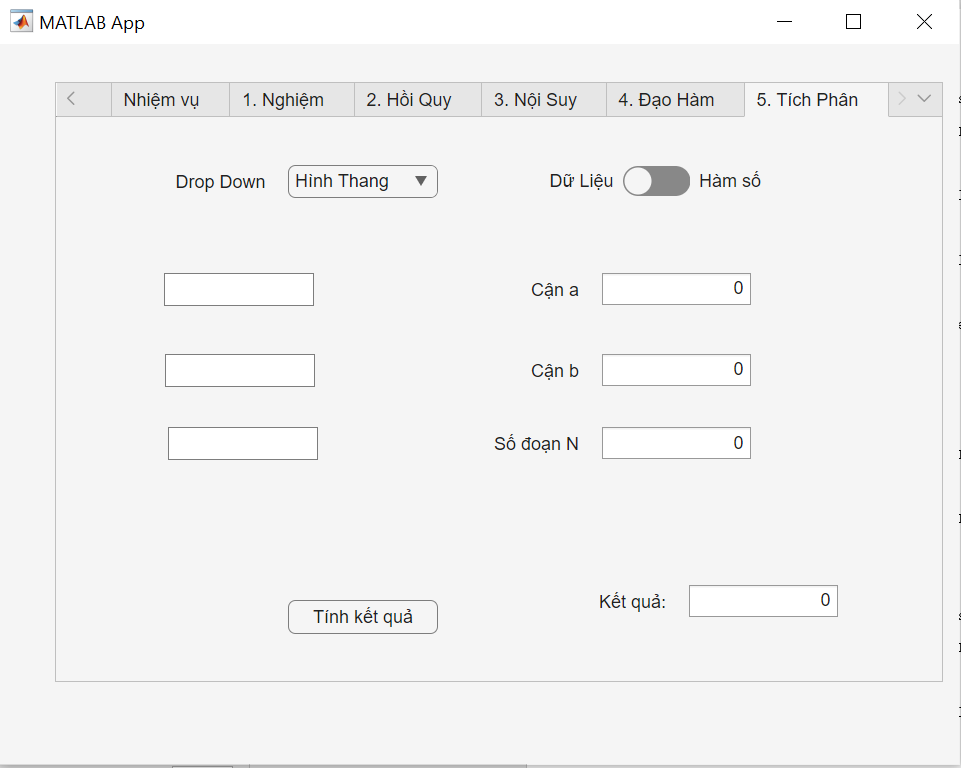 MATLAB App
Nhiệm vụ 1. Nghiệm 2. Hồi Quy 3. Nội Suy 4. Đạo Hàm 5. Tích Phân
Drop Down Hình Thang Dữ Liệu Hàm số
Cận a 0
Cận b 0
Số đoạn N 0
Tính kết quả Kết quả: 0